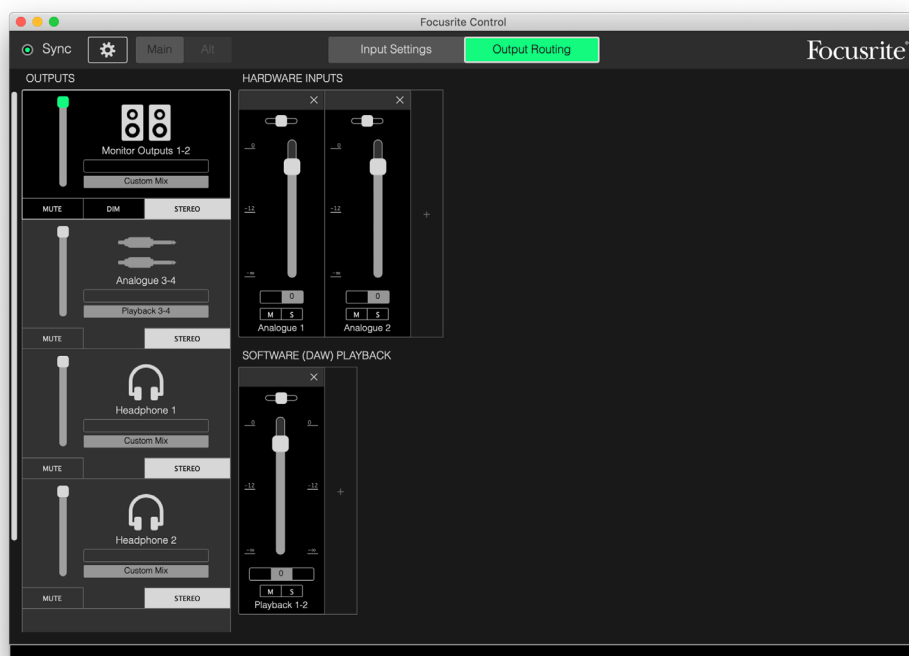 Focusrite Control
Sync
Main
Alt
Input Settings
Output Routing
Focusrite®
OUTPUTS
Monitor Outputs 1-2
Custom Mix
MUTE
DIM
STEREO
Analogue 3-4
Playback 3-4
MUTE
STEREO
Headphone 1
Custom Mix
MUTE
STEREO
Headphone 2
Custom Mix
MUTE
STEREO
HARDWARE INPUTS
0
-12
-∞
0
M S
Analogue 1
0
-12
-∞
0
M S
Analogue 2
+
SOFTWARE (DAW) PLAYBACK
0 0
-12 -12
-∞ -∞
0
M S
Playback 1-2
+